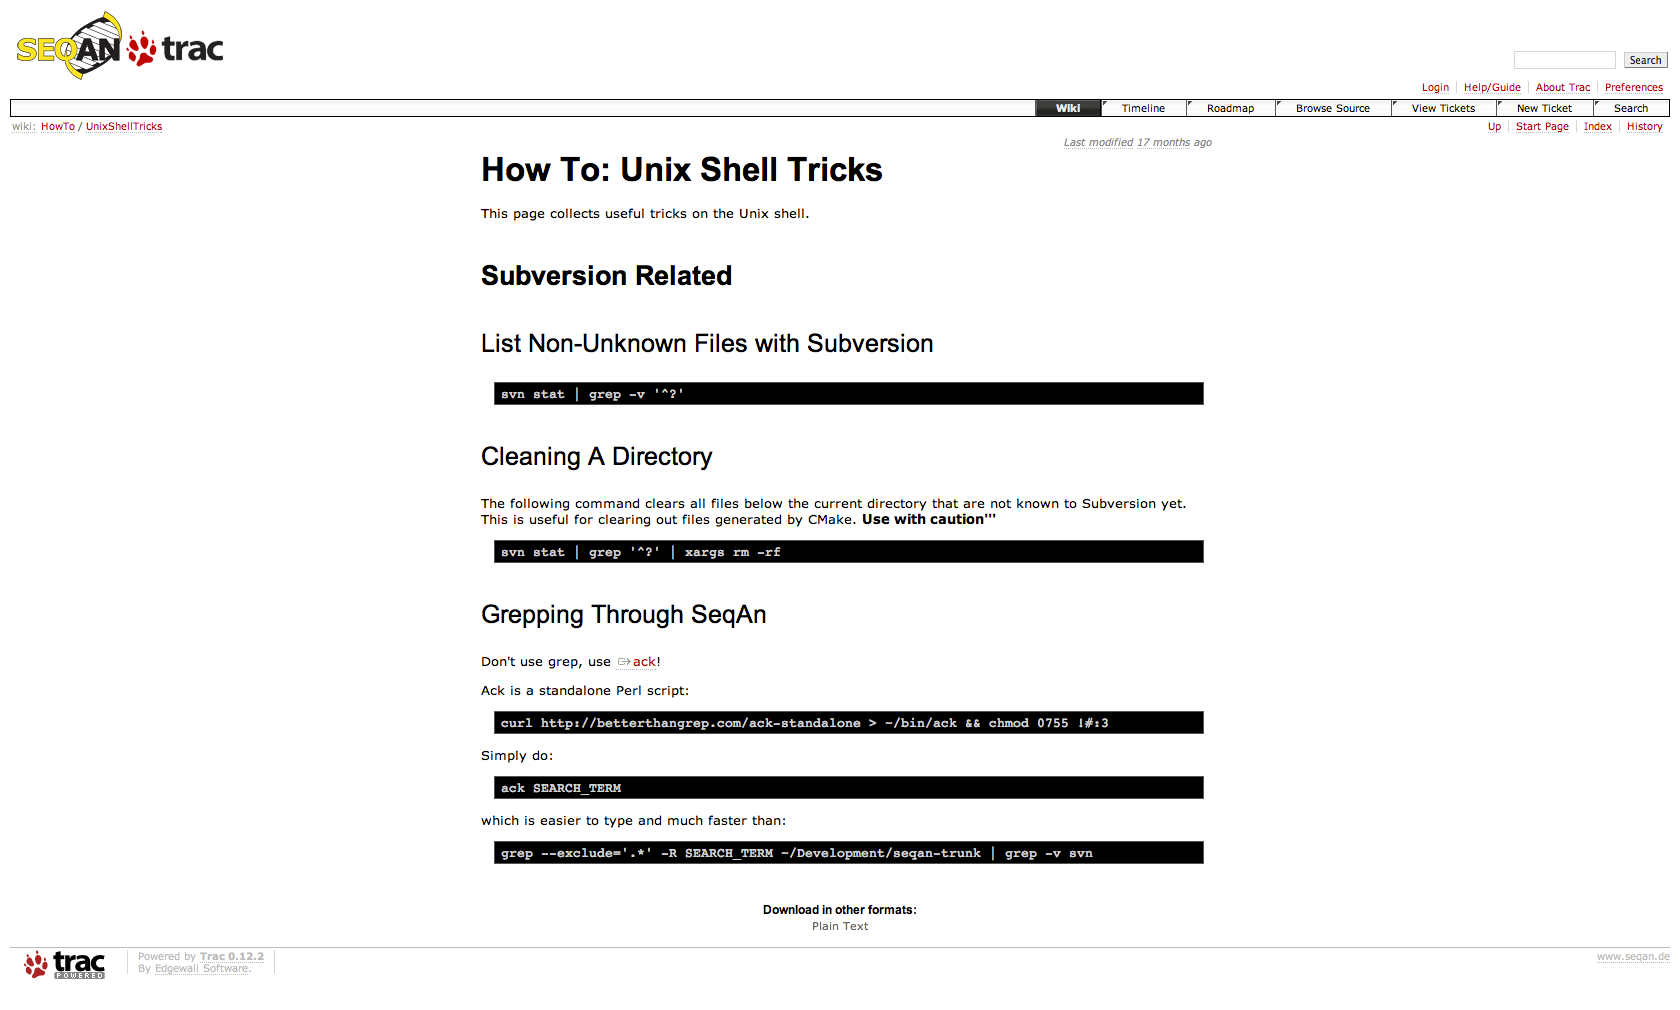 SEQAN trac
Search
Login Help/Guide About Trac Preferences
Wiki Timeline Roadmap Browse Source View Tickets New Ticket Search
wiki: HowTo / UnixShellTricks
Up Start Page Index History
Last modified 17 months ago
How To: Unix Shell Tricks
This page collects useful tricks on the Unix shell.
Subversion Related
List Non-Unknown Files with Subversion
svn stat | grep -v '^?'
Cleaning A Directory
The following command clears all files below the current directory that are not known to Subversion yet.
This is useful for clearing out files generated by CMake. Use with caution'''
svn stat | grep '^?' | xargs rm -rf
Grepping Through SeqAn
Don't use grep, use ack!
Ack is a standalone Perl script:
curl http://betterthangrep.com/ack-standalone > ~/bin/ack && chmod 0755 !#:3
Simply do:
ack SEARCH_TERM
which is easier to type and much faster than:
grep --exclude='.*' -R SEARCH_TERM ~/Development/seqan-trunk | grep -v svn
Download in other formats:
Plain Text
trac POWERED
Powered by Trac 0.12.2
By Edgewall Software.
www.seqan.de